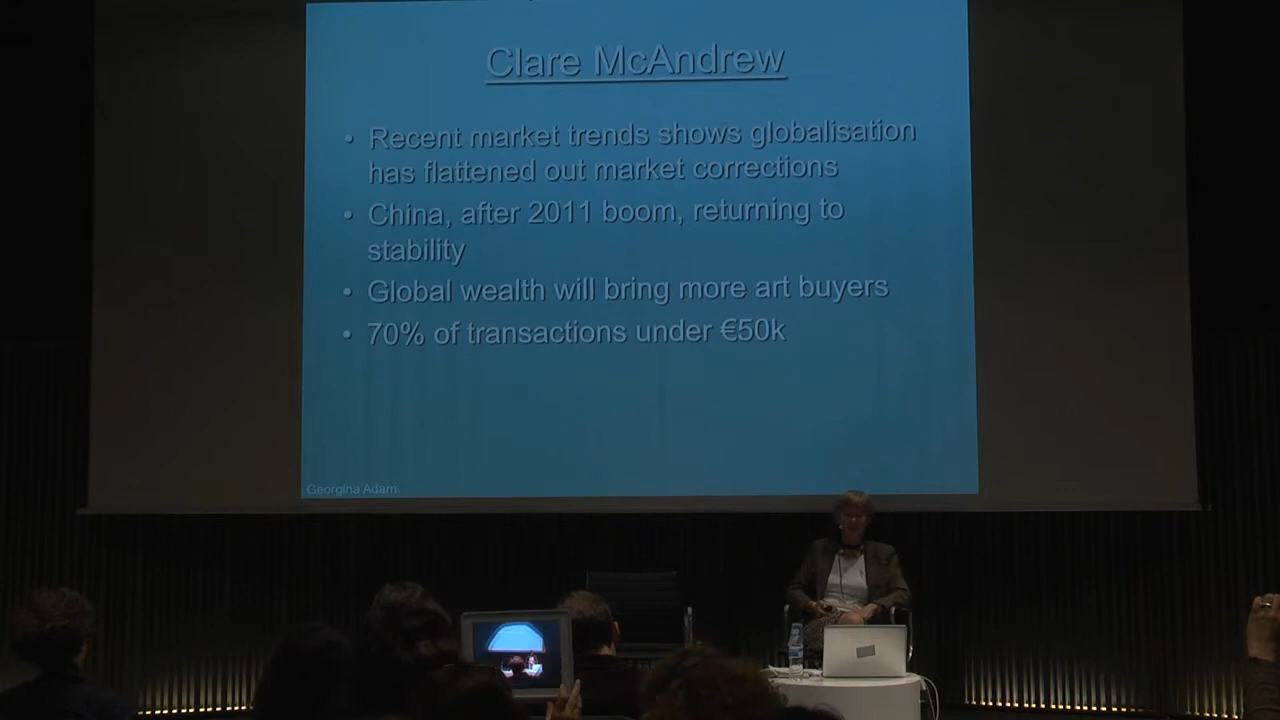 Clare McAndrew
• Recent market trends shows globalisation
has flattened out market corrections
• China, after 2011 boom, returning to
stability
• Global wealth will bring more art buyers
• 70% of transactions under €50k
Georgina Adam